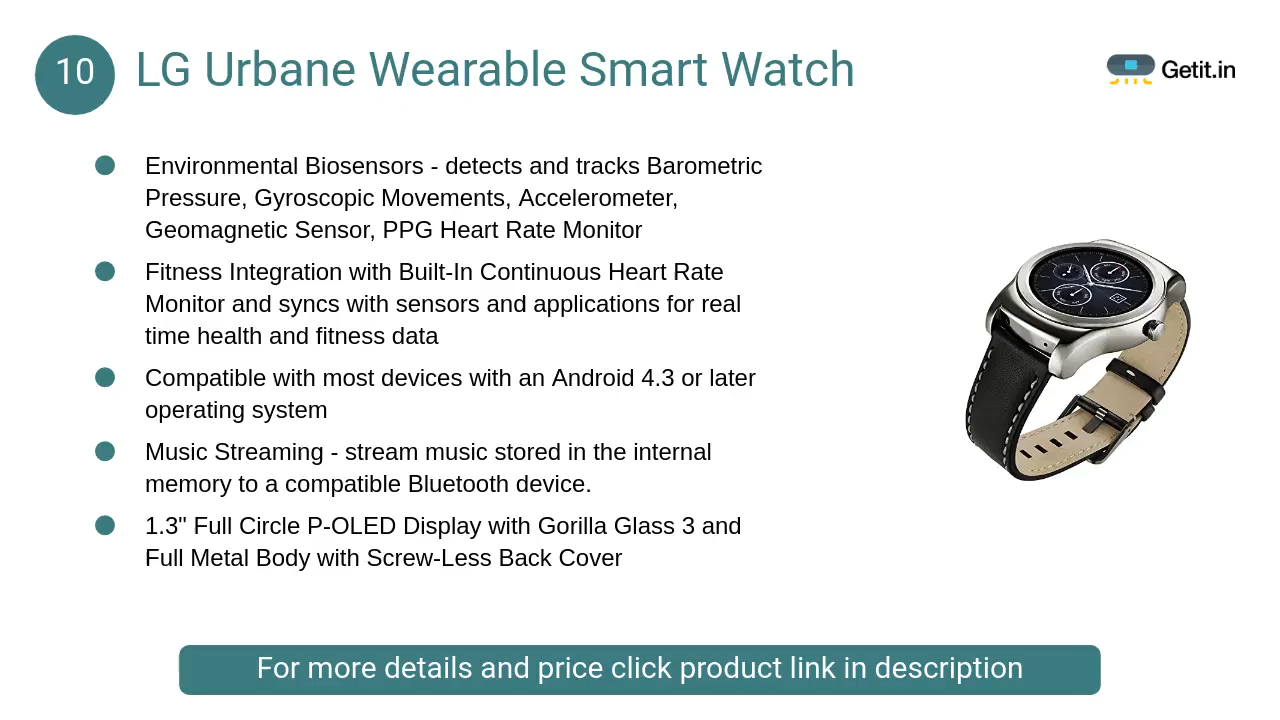 10
LG Urbane Wearable Smart Watch
Getit.in
Environmental Biosensors - detects and tracks Barometric
Pressure, Gyroscopic Movements, Accelerometer,
Geomagnetic Sensor, PPG Heart Rate Monitor
Fitness Integration with Built-In Continuous Heart Rate
Monitor and syncs with sensors and applications for real
time health and fitness data
Compatible with most devices with an Android 4.3 or later
operating system
Music Streaming - stream music stored in the internal
memory to a compatible Bluetooth device.
1.3" Full Circle P-OLED Display with Gorilla Glass 3 and
Full Metal Body with Screw-Less Back Cover
For more details and price click product link in description